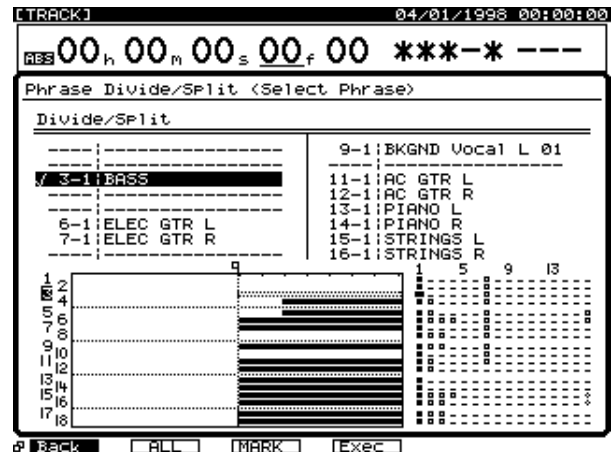 [TRACK] 04/01/1998 00:00:00
ABS 00h 00m 00s 00f 00 ***-* ---
Phrase Divide/Split <Select Phrase>
Divide/Split
----¦------------------
----¦------------------
√ 3-1¦BASS
----¦------------------
----¦------------------
6-1¦ELEC GTR L
7-1¦ELEC GTR R
----¦------------------
9-1¦BKGND Vocal L 01
----¦------------------
11-1¦AC GTR L
12-1¦AC GTR R
13-1¦PIANO L
14-1¦PIANO R
15-1¦STRINGS L
16-1¦STRINGS R
1 5 9 13
1
2
3
4
5
6
7
8
9
10
11
12
13
14
15
16
17
18
Back ALL MARK Exec